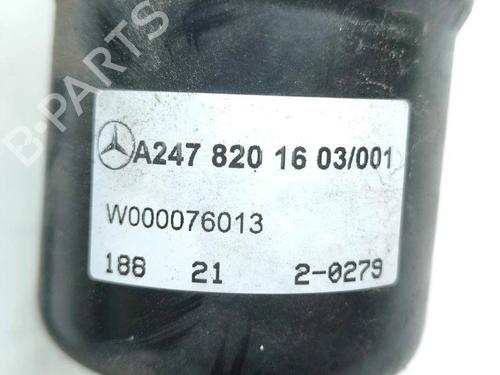 A247 820 16 03/001
W000076013
188 21 2-0279
B-PARTS